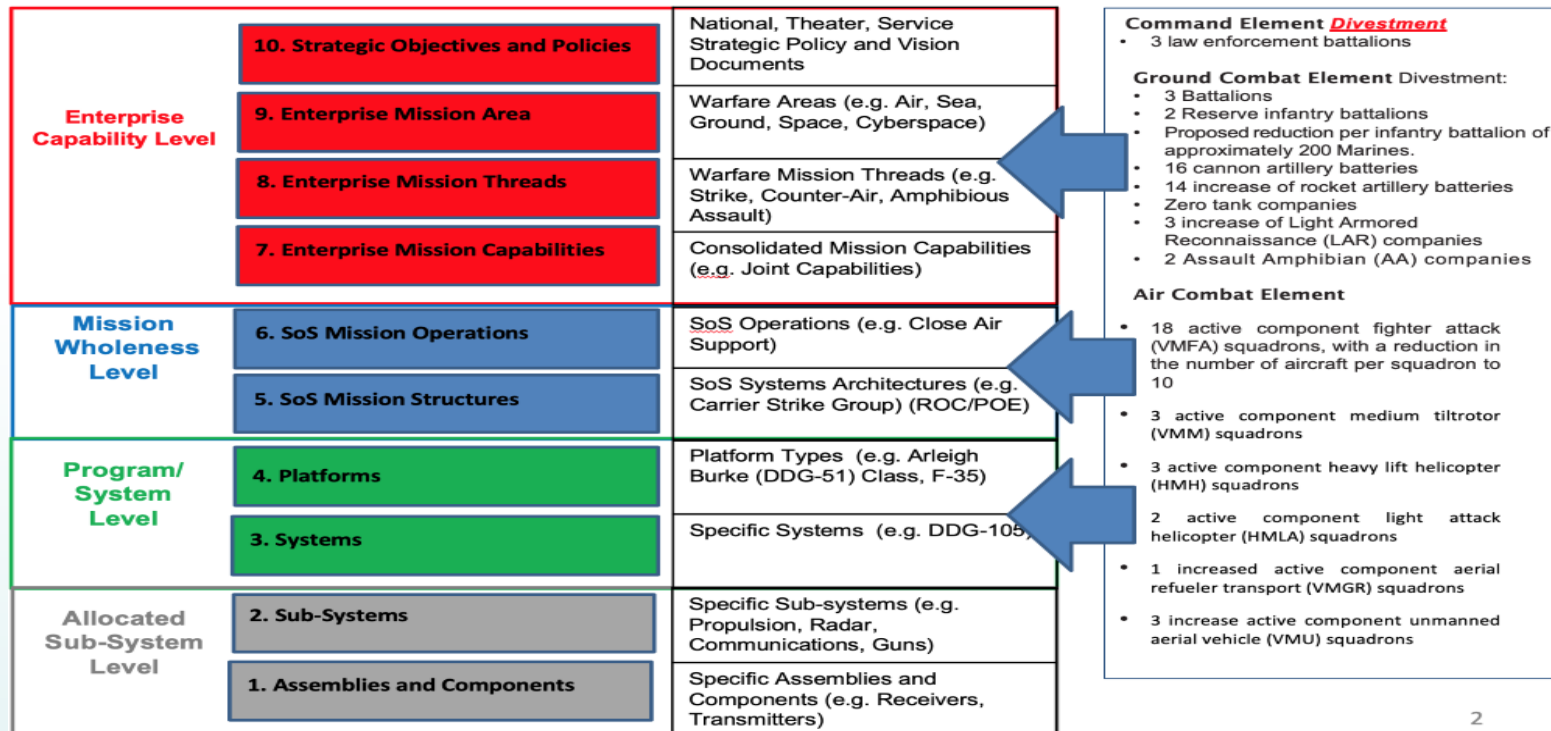 Enterprise
Capability Level
10. Strategic Objectives and Policies
National, Theater, Service
Strategic Policy and Vision
Documents
9. Enterprise Mission Area
Warfare Areas (e.g. Air, Sea,
Ground, Space, Cyberspace)
8. Enterprise Mission Threads
Warfare Mission Threads (e.g.
Strike, Counter-Air, Amphibious
Assault)
7. Enterprise Mission Capabilities
Consolidated Mission Capabilities
(e.g. Joint Capabilities)
Mission
Wholeness
Level
6. SoS Mission Operations
SoS Operations (e.g. Close Air
Support)
5. SoS Mission Structures
SoS Systems Architectures (e.g.
Carrier Strike Group) (ROC/POE)
Program/
System
Level
4. Platforms
Platform Types (e.g. Arleigh
Burke (DDG-51) Class, F-35)
3. Systems
Specific Systems (e.g. DDG-105)
Allocated
Sub-System
Level
2. Sub-Systems
Specific Sub-systems (e.g.
Propulsion, Radar,
Communications, Guns)
1. Assemblies and Components
Specific Assemblies and
Components (e.g. Receivers,
Transmitters)
Command Element Divestment
• 3 law enforcement battalions
Ground Combat Element Divestment:
• 3 Battalions
• 2 Reserve infantry battalions
• Proposed reduction per infantry battalion of
approximately 200 Marines.
• 16 cannon artillery batteries
• 14 increase of rocket artillery batteries
• Zero tank companies
• 3 increase of Light Armored
Reconnaissance (LAR) companies
• 2 Assault Amphibian (AA) companies
Air Combat Element
• 18 active component fighter attack
(VMFA) squadrons, with a reduction in
the number of aircraft per squadron to
10
• 3 active component medium tiltrotor
(VMM) squadrons
• 3 active component heavy lift helicopter
(HMH) squadrons
• 2 active component light attack
helicopter (HMLA) squadrons
• 1 increased active component aerial
refueler transport (VMGR) squadrons
• 3 increase active component unmanned
aerial vehicle (VMU) squadrons
2